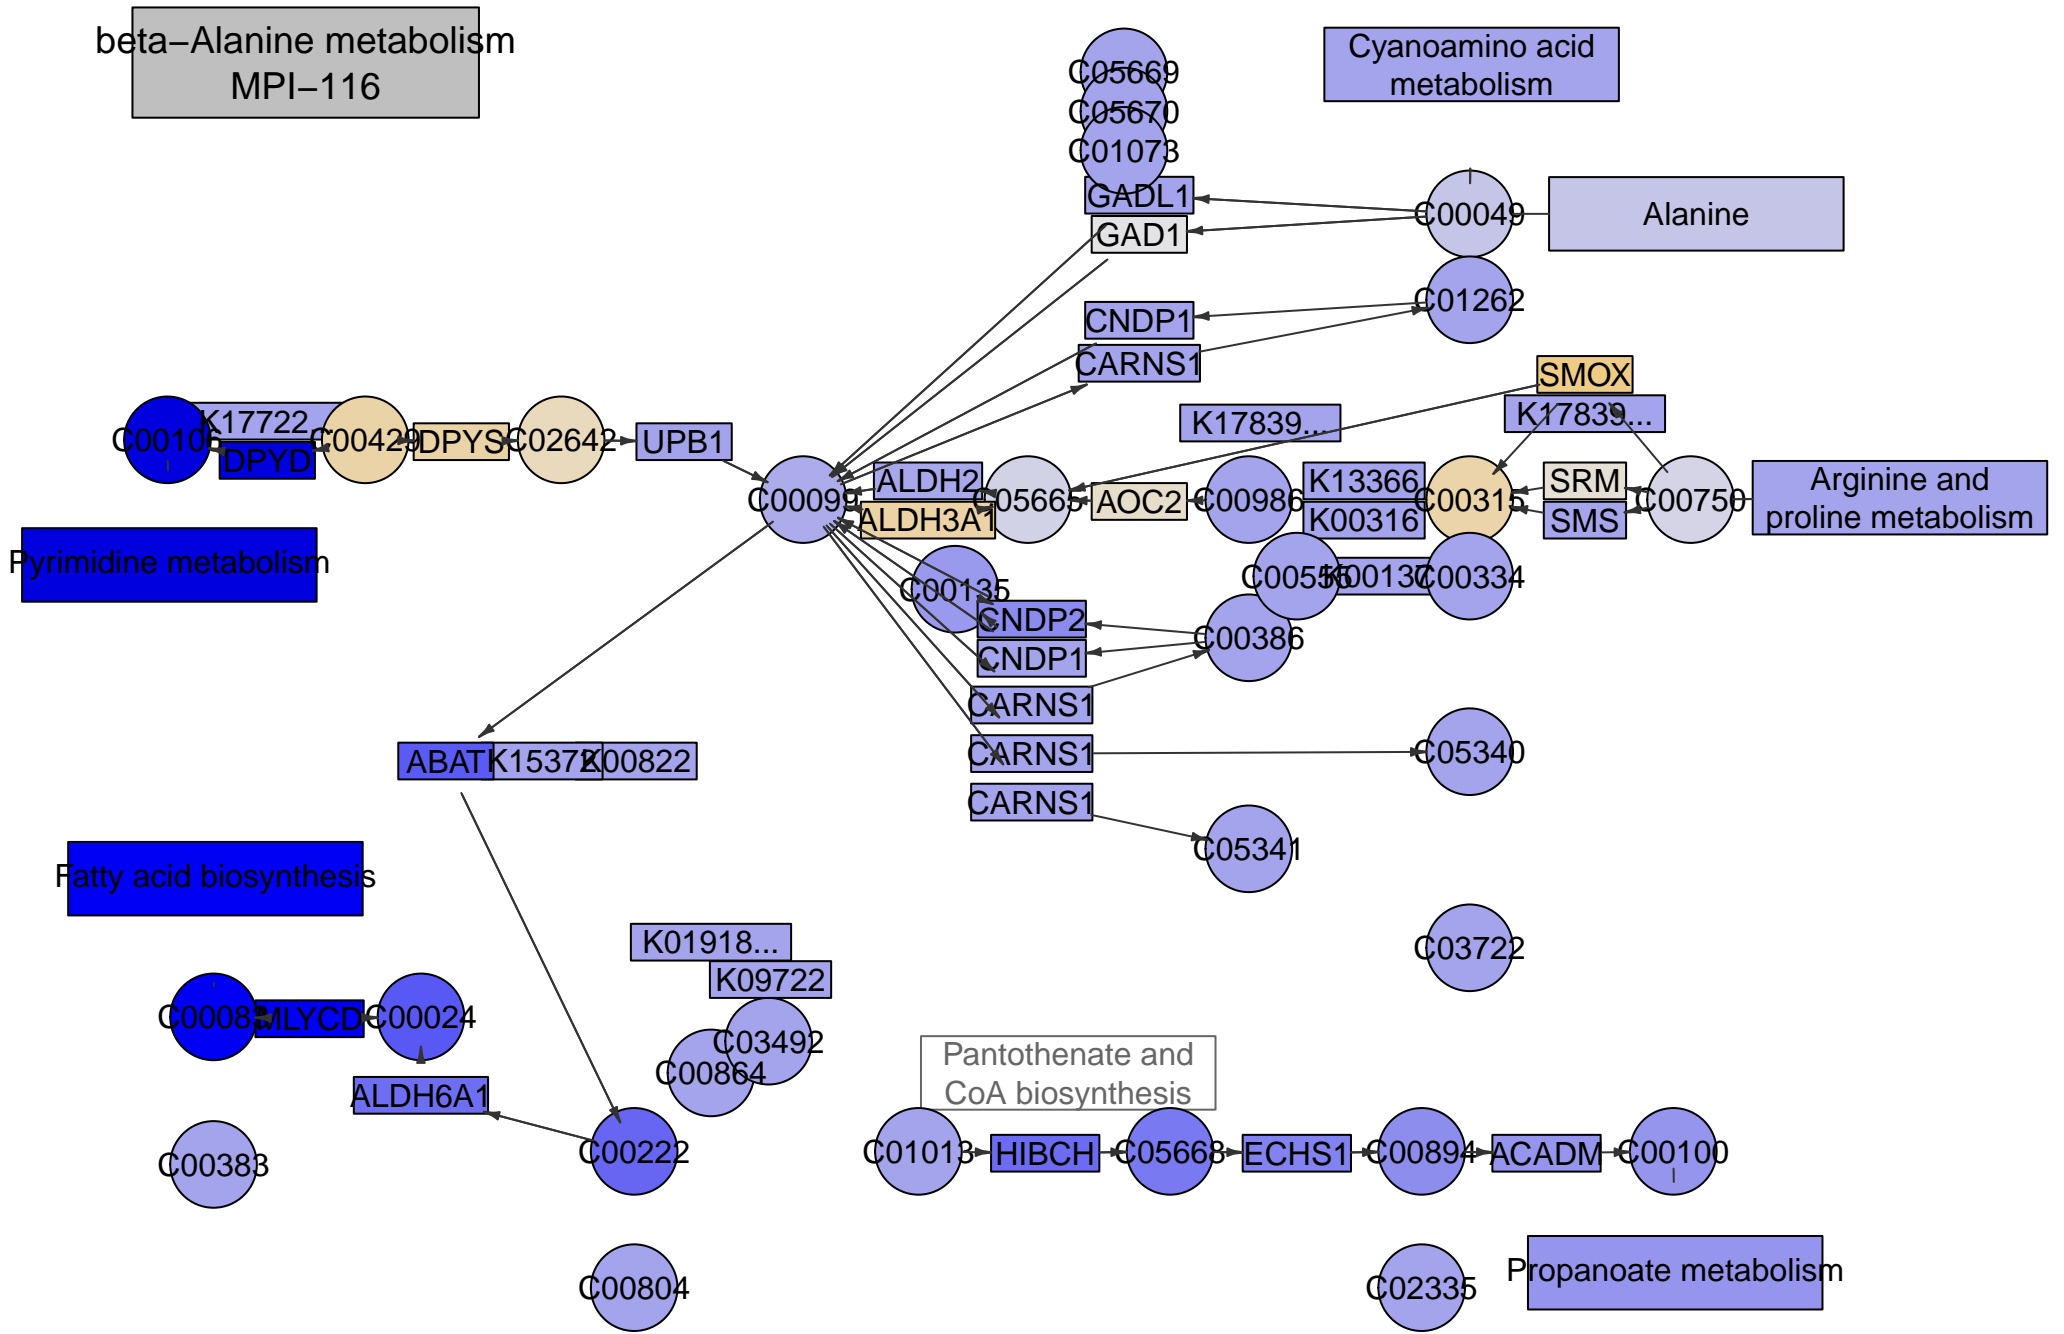 beta−Alanine metabolism
MPI−116
Cyanoamino acid
metabolism
C05669
C05670
C01073
GADL1
GAD1
C00049
Alanine
C01262
CNDP1
CARNS1
SMOX
K17839...
K17839...
K17722...
C00106
DPYD
C00429
DPYS
C02642
UPB1
C00099
ALDH2
ALDH3A1
C05665
AOC2
C00986
K13366
K00316
C00315
SRM
SMS
C00750
Arginine and
proline metabolism
Pyrimidine metabolism
C00135
C00555
K00137
C00334
CNDP2
CNDP1
C00386
CARNS1
CARNS1
CARNS1
C05340
C05341
ABAT
K15372
K00822
Fatty acid biosynthesis
K01918...
K09722
C03722
C00083
MLYCD
C00024
C03492
C00864
Pantothenate and
CoA biosynthesis
ALDH6A1
C00383
C00222
C01013
HIBCH
C05668
ECHS1
C00894
ACADM
C00100
C00804
C02335
Propanoate metabolism